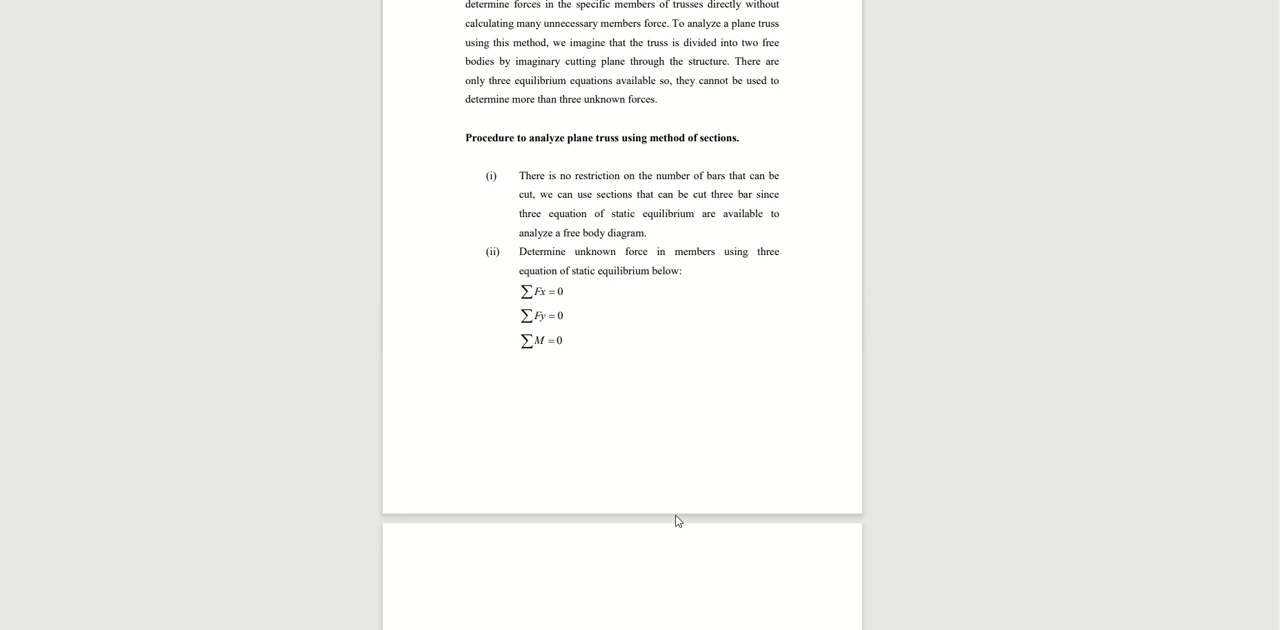 determine forces in the specific members of trusses directly without
calculating many unnecessary members force. To analyze a plane truss
using this method, we imagine that the truss is divided into two free
bodies by imaginary cutting plane through the structure. There are
only three equilibrium equations available so, they cannot be used to
determine more than three unknown forces.
Procedure to analyze plane truss using method of sections.
(i) There is no restriction on the number of bars that can be
cut, we can use sections that can be cut three bar since
three equation of static equilibrium are available to
analyze a free body diagram.
(ii) Determine unknown force in members using three
equation of static equilibrium below:
∑Fx = 0
∑Fy = 0
∑M = 0